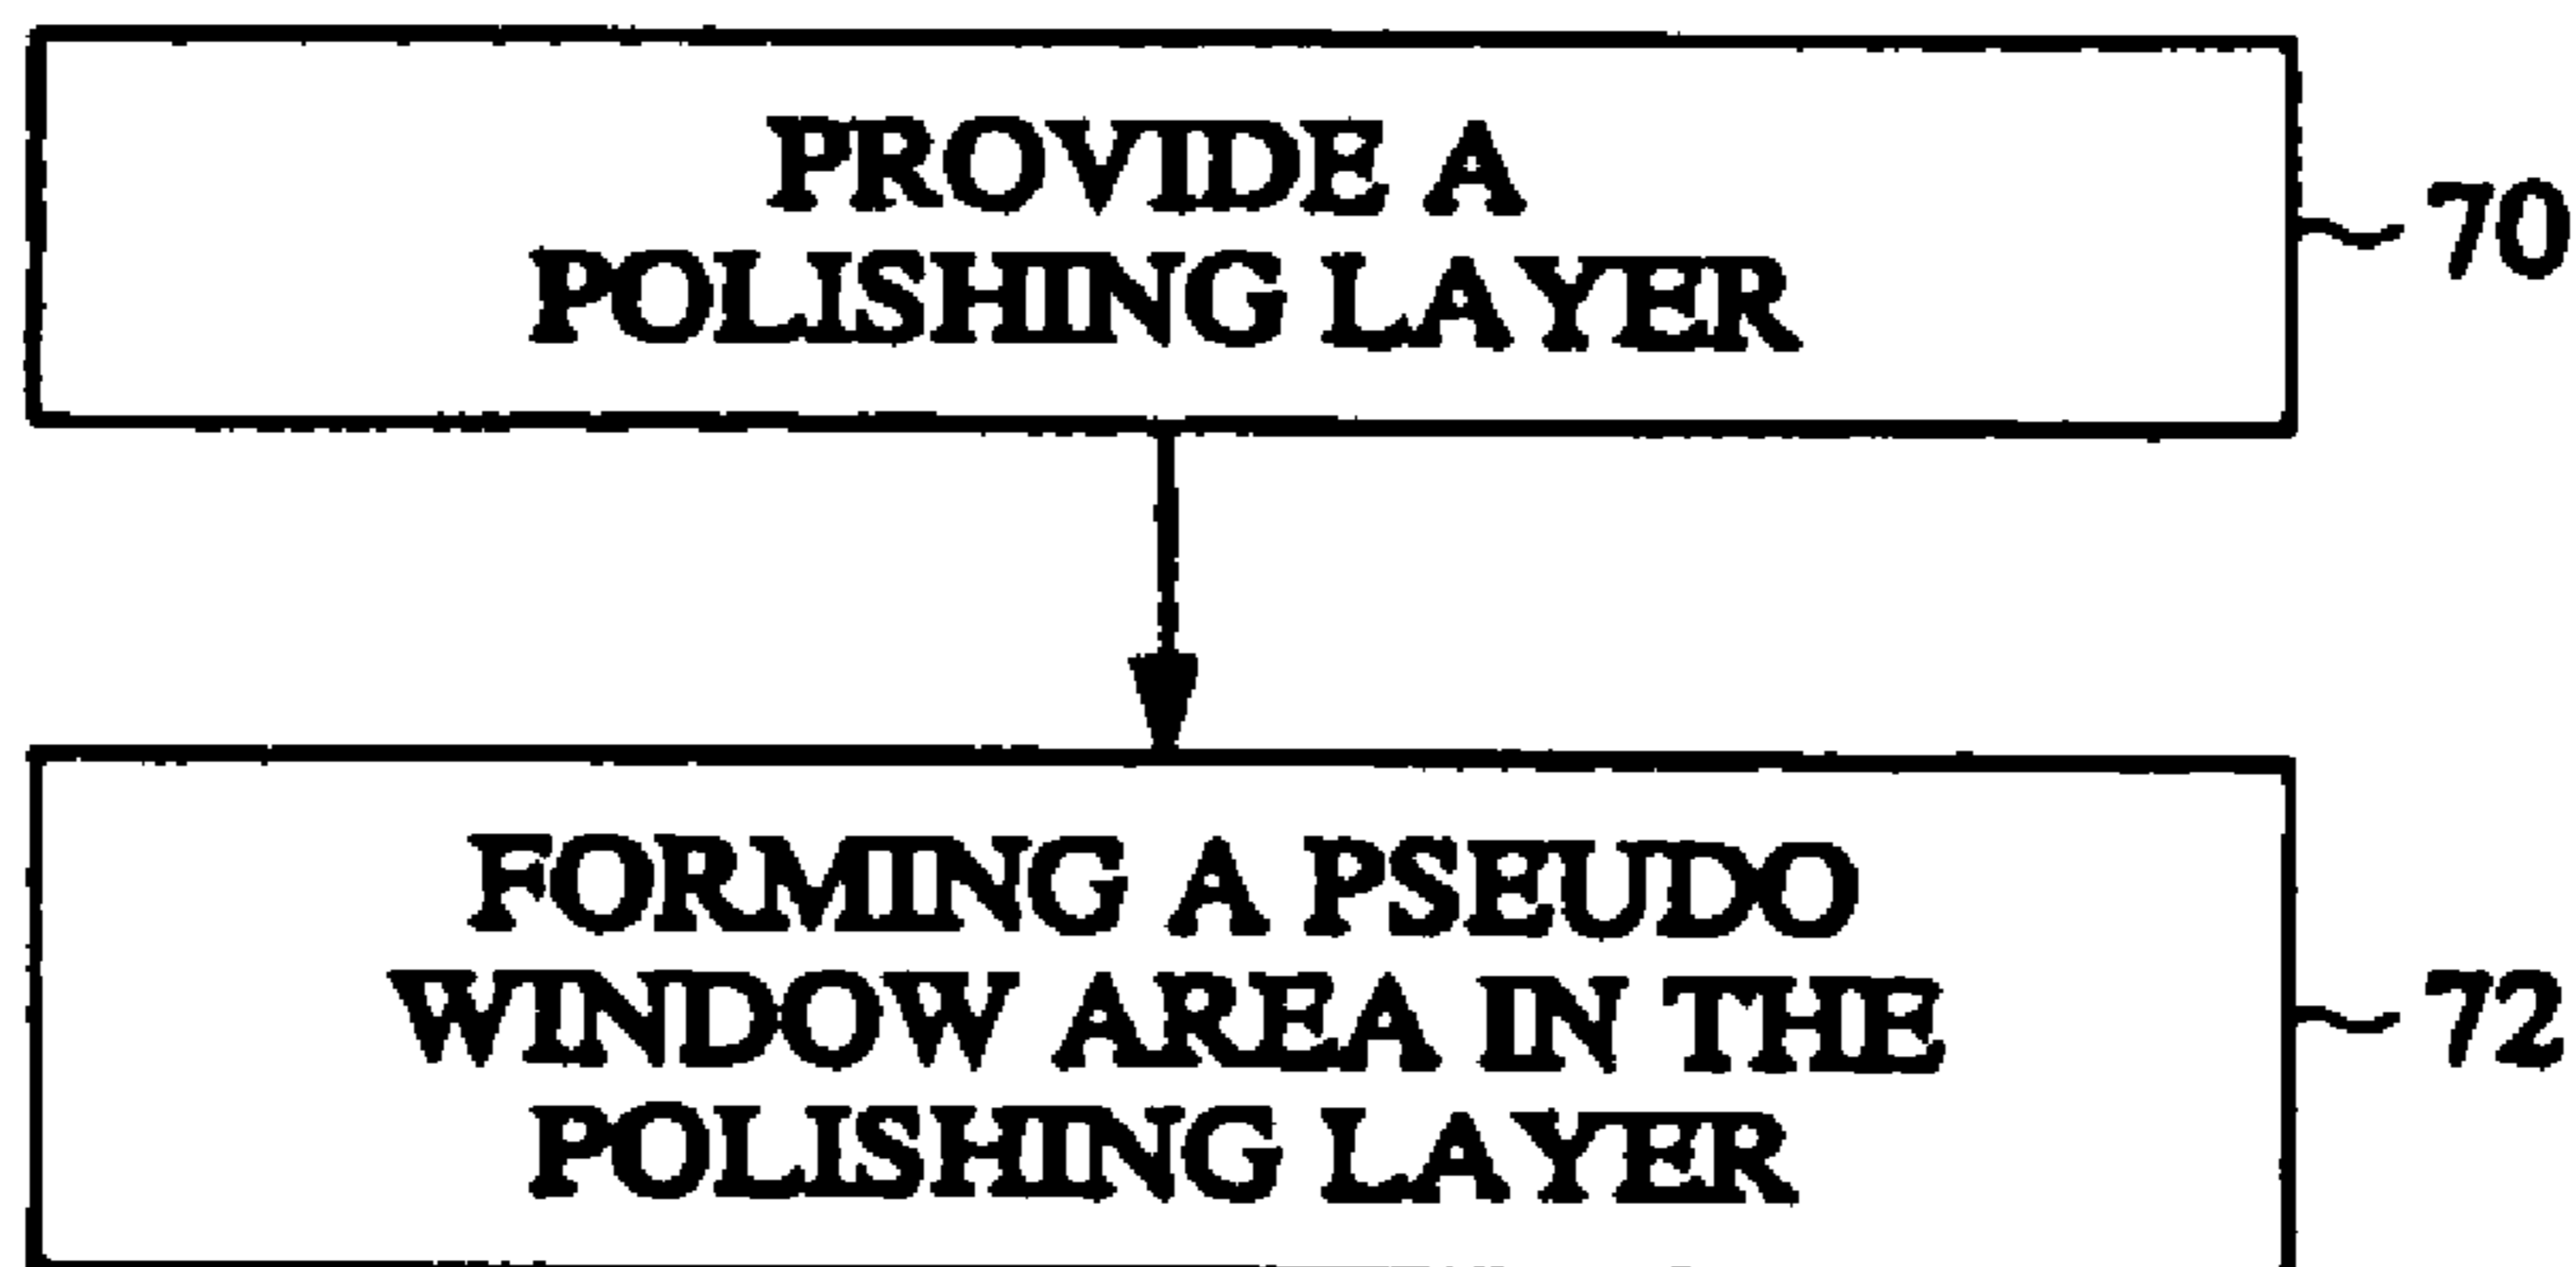 PROVIDE A
POLISHING LAYER
70
FORMING A PSEUDO
WINDOW AREA IN THE
POLISHING LAYER
72